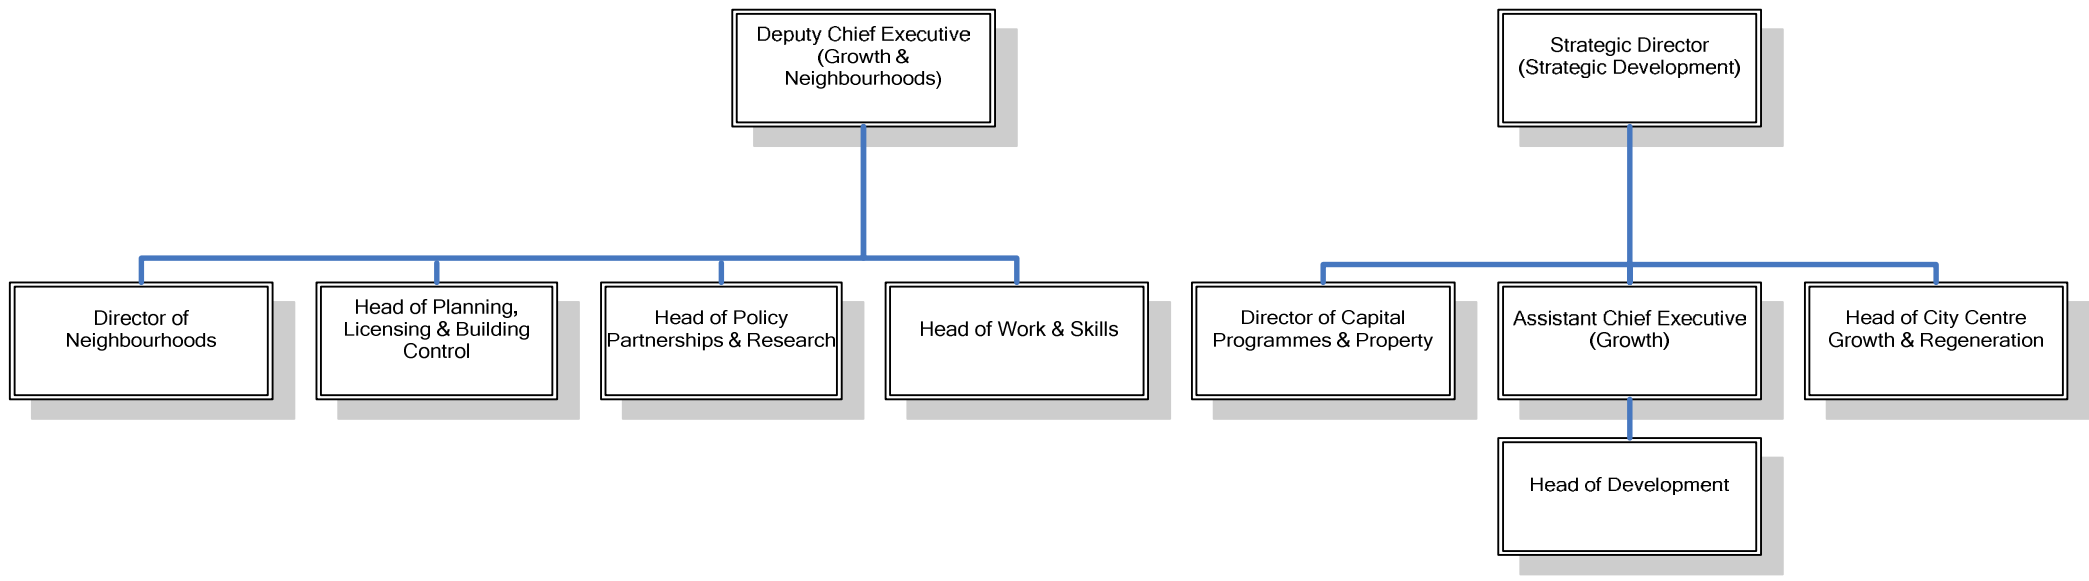 Deputy Chief Executive
(Growth &
Neighbourhoods)
Strategic Director
(Strategic Development)
Director of
Neighbourhoods
Head of Planning,
Licensing & Building
Control
Head of Policy
Partnerships & Research
Head of Work & Skills
Director of Capital
Programmes & Property
Assistant Chief Executive
(Growth)
Head of City Centre
Growth & Regeneration
Head of Development